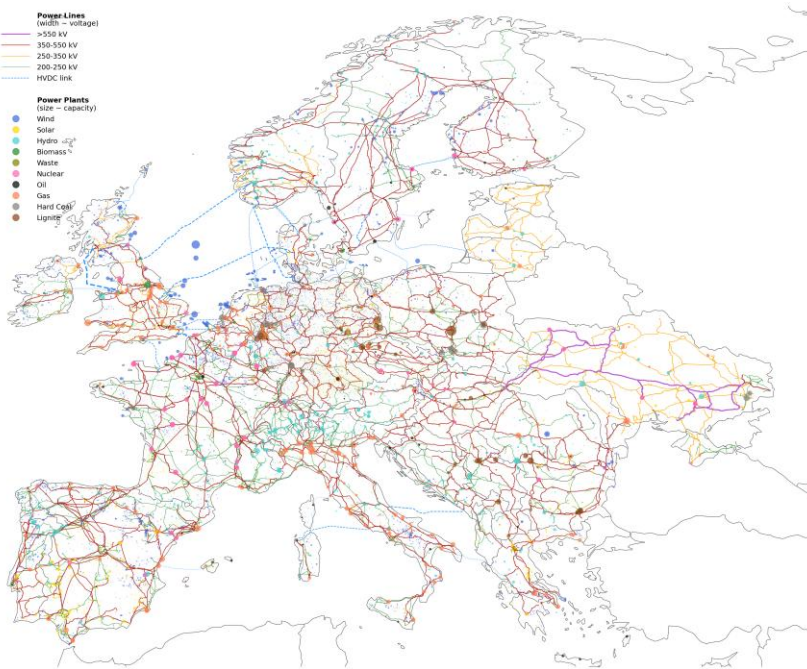 Power Lines
(width ~ voltage)
>550 kV
350-550 kV
250-350 kV
200-250 kV
HVDC link
Power Plants
(size ~ capacity)
Wind
Solar
Hydro
Biomass
Waste
Nuclear
Oil
Gas
Hard Coal
Lignite